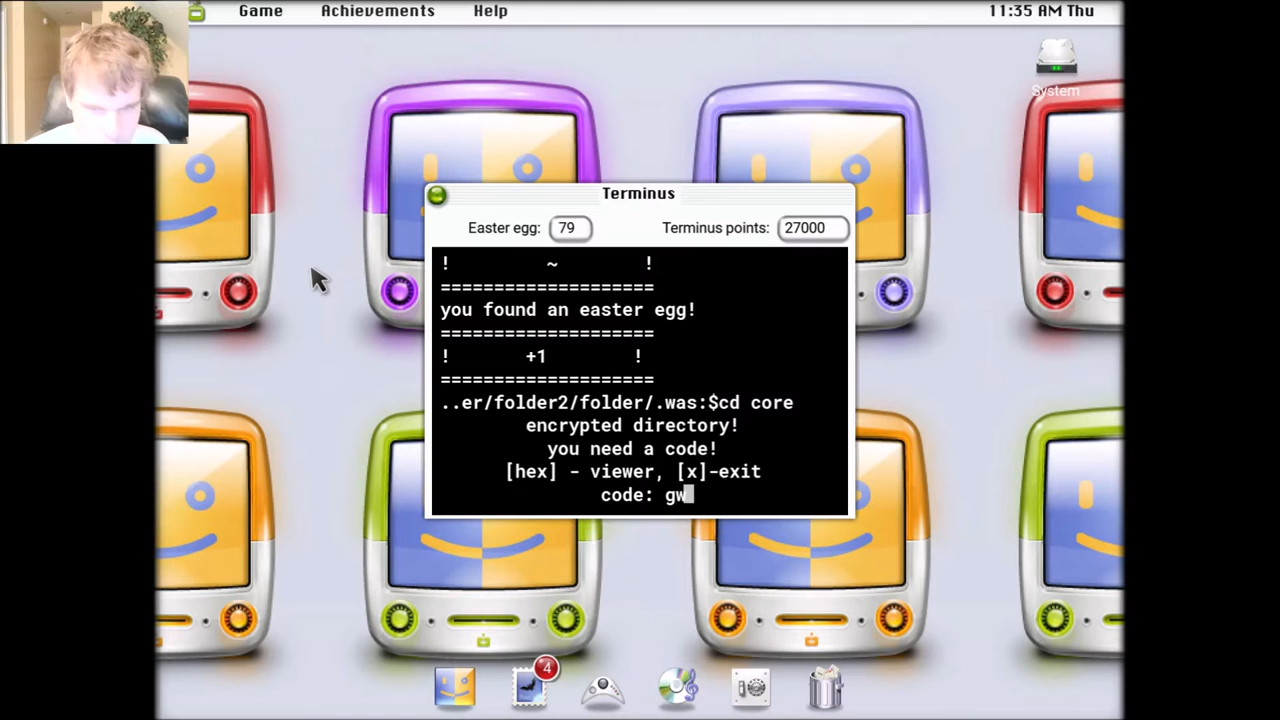 Game Achievements Help 11:35 AM Thu
System
Terminus
Easter egg: 79 Terminus points: 27000
! ~ !
====================
you found an easter egg!
====================
! +1 !
====================
..er/folder2/folder/.was:$cd core
encrypted directory!
you need a code!
[hex] - viewer, [x]-exit
code: gw
4